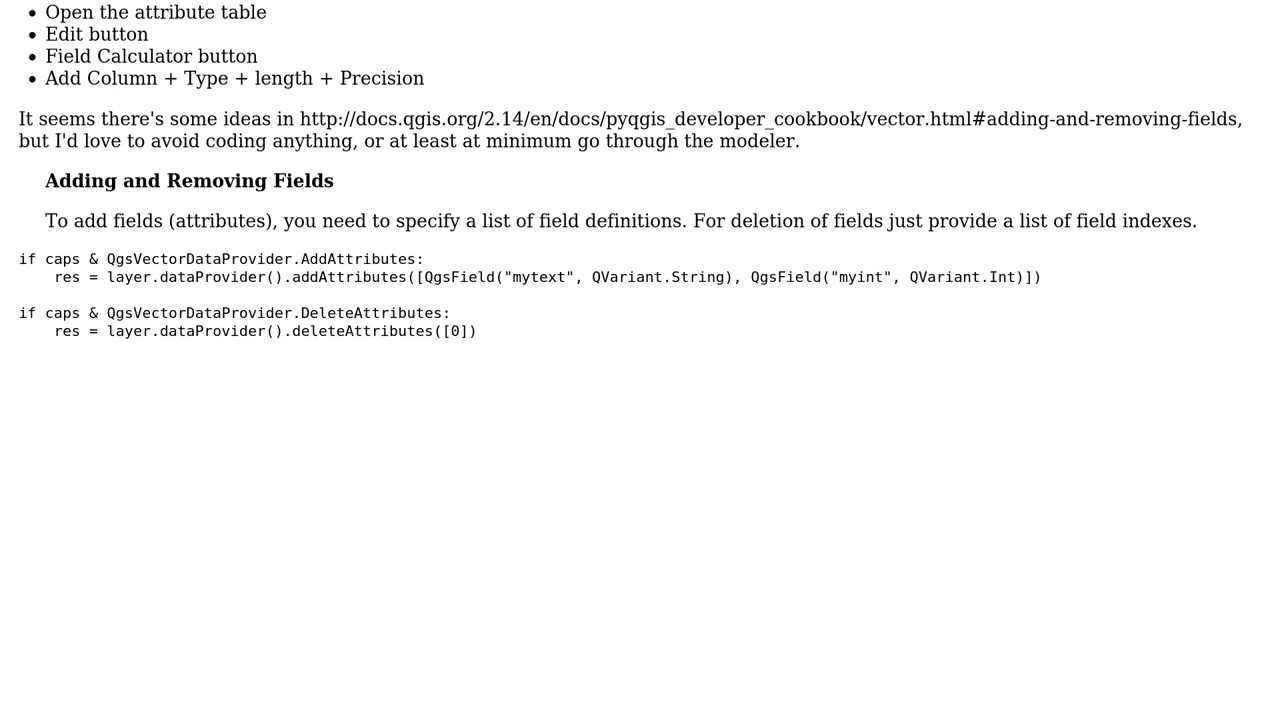 • Open the attribute table
• Edit button
• Field Calculator button
• Add Column + Type + length + Precision
It seems there's some ideas in http://docs.qgis.org/2.14/en/docs/pyqgis_developer_cookbook/vector.html#adding-and-removing-fields,
but I'd love to avoid coding anything, or at least at minimum go through the modeler.
Adding and Removing Fields
To add fields (attributes), you need to specify a list of field definitions. For deletion of fields just provide a list of field indexes.
if caps & QgsVectorDataProvider.AddAttributes:
    res = layer.dataProvider().addAttributes([QgsField("mytext", QVariant.String), QgsField("myint", QVariant.Int)])
if caps & QgsVectorDataProvider.DeleteAttributes:
    res = layer.dataProvider().deleteAttributes([0])